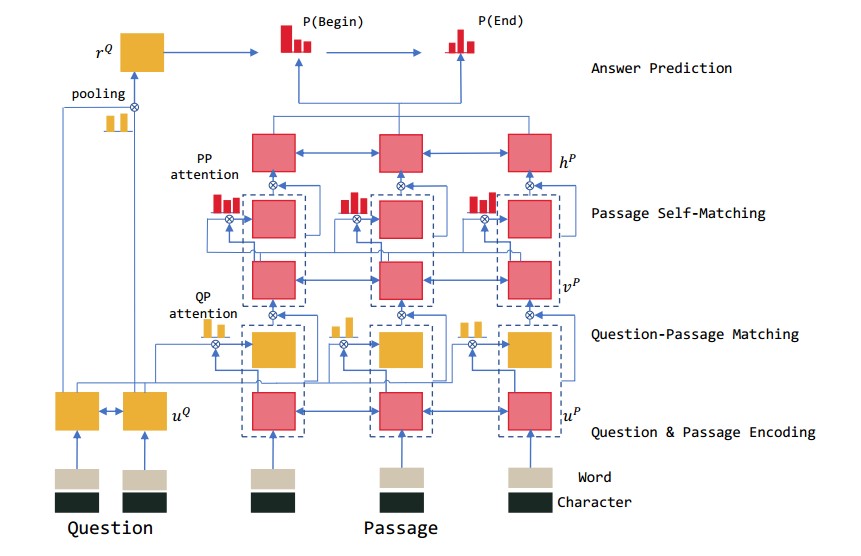 P(Begin)
P(End)
r^Q
Answer Prediction
pooling
PP
attention
h^P
Passage Self-Matching
v^P
QP
attention
Question-Passage Matching
u^Q
u^P
Question & Passage Encoding
Word
Character
Question
Passage